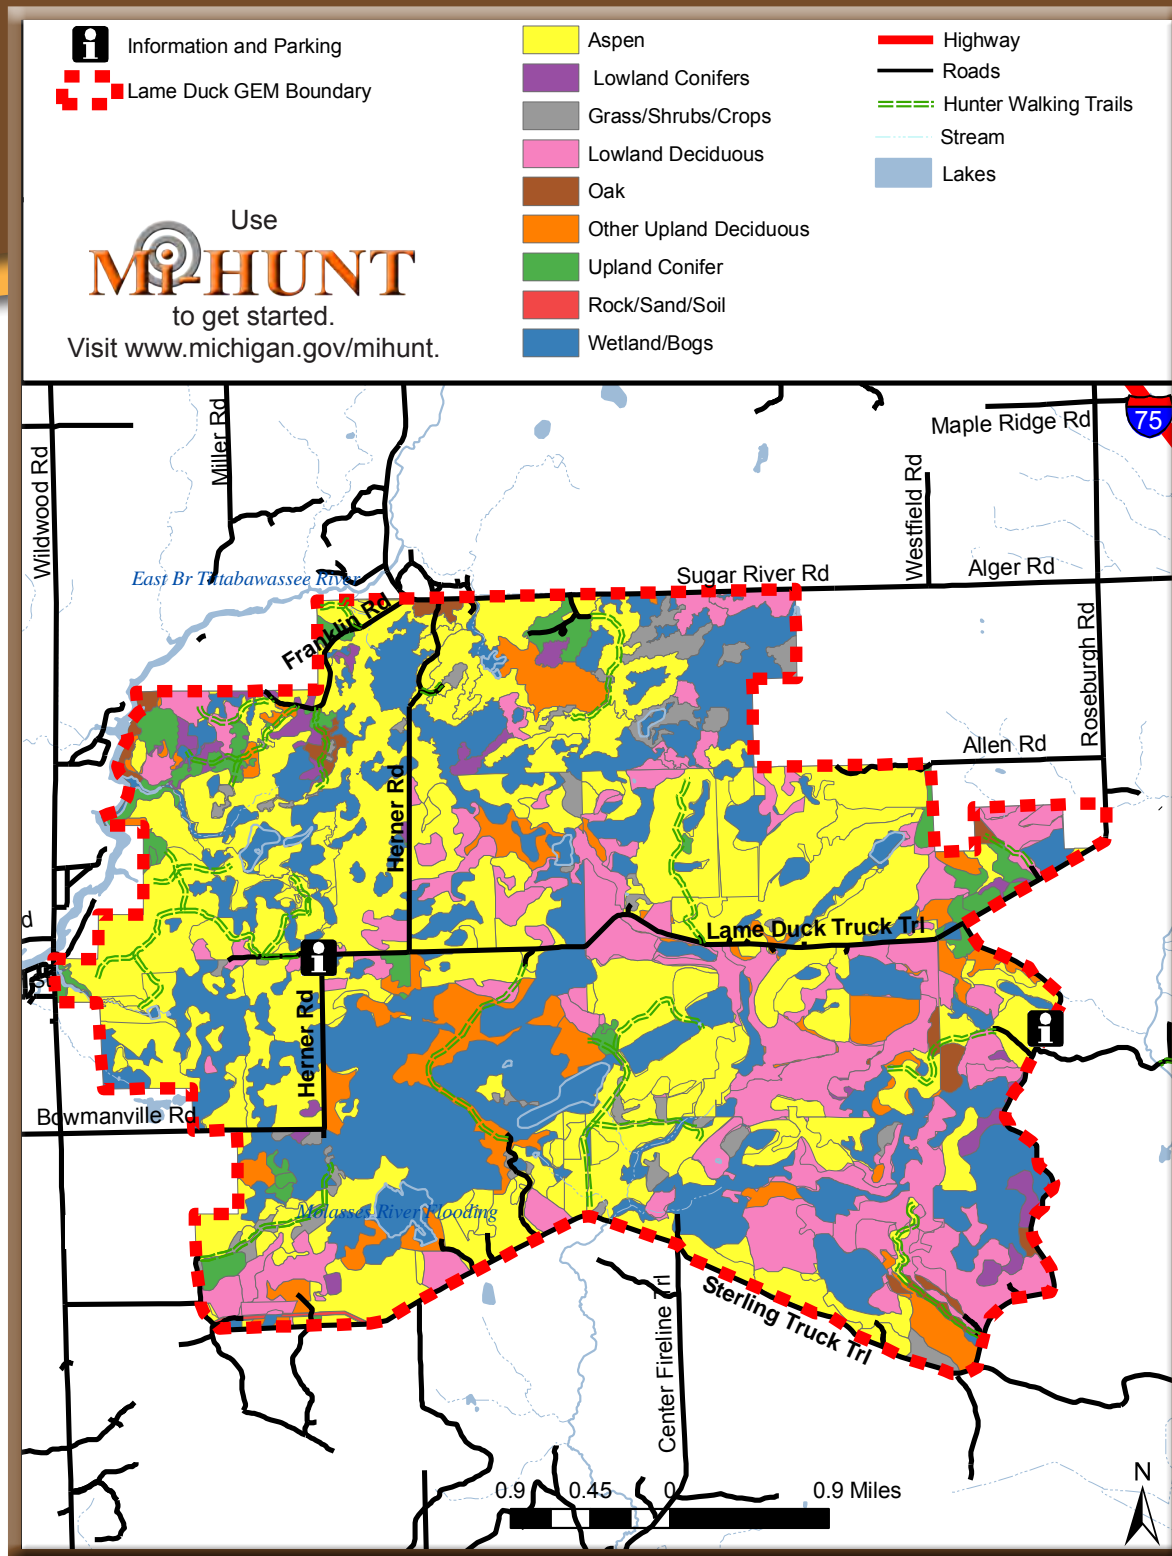 Information and Parking
Lame Duck GEM Boundary
Use
Mi-HUNT
to get started.
Visit www.michigan.gov/mihunt.
Aspen
Lowland Conifers
Grass/Shrubs/Crops
Lowland Deciduous
Oak
Other Upland Deciduous
Upland Conifer
Rock/Sand/Soil
Wetland/Bogs
Highway
Roads
Hunter Walking Trails
Stream
Lakes
75
Maple Ridge Rd
Miller Rd
Wildwood Rd
Westfield Rd
East Br Tittabawassee River
Sugar River Rd
Alger Rd
Franklin Rd
Roseburgh Rd
Allen Rd
Herner Rd
d
Lame Duck Truck Trl
Herner Rd
Bowmanville Rd
Molasses River Flooding
Center Fireline Trl
Sterling Truck Trl
0.9 0.45 0 0.9 Miles
N